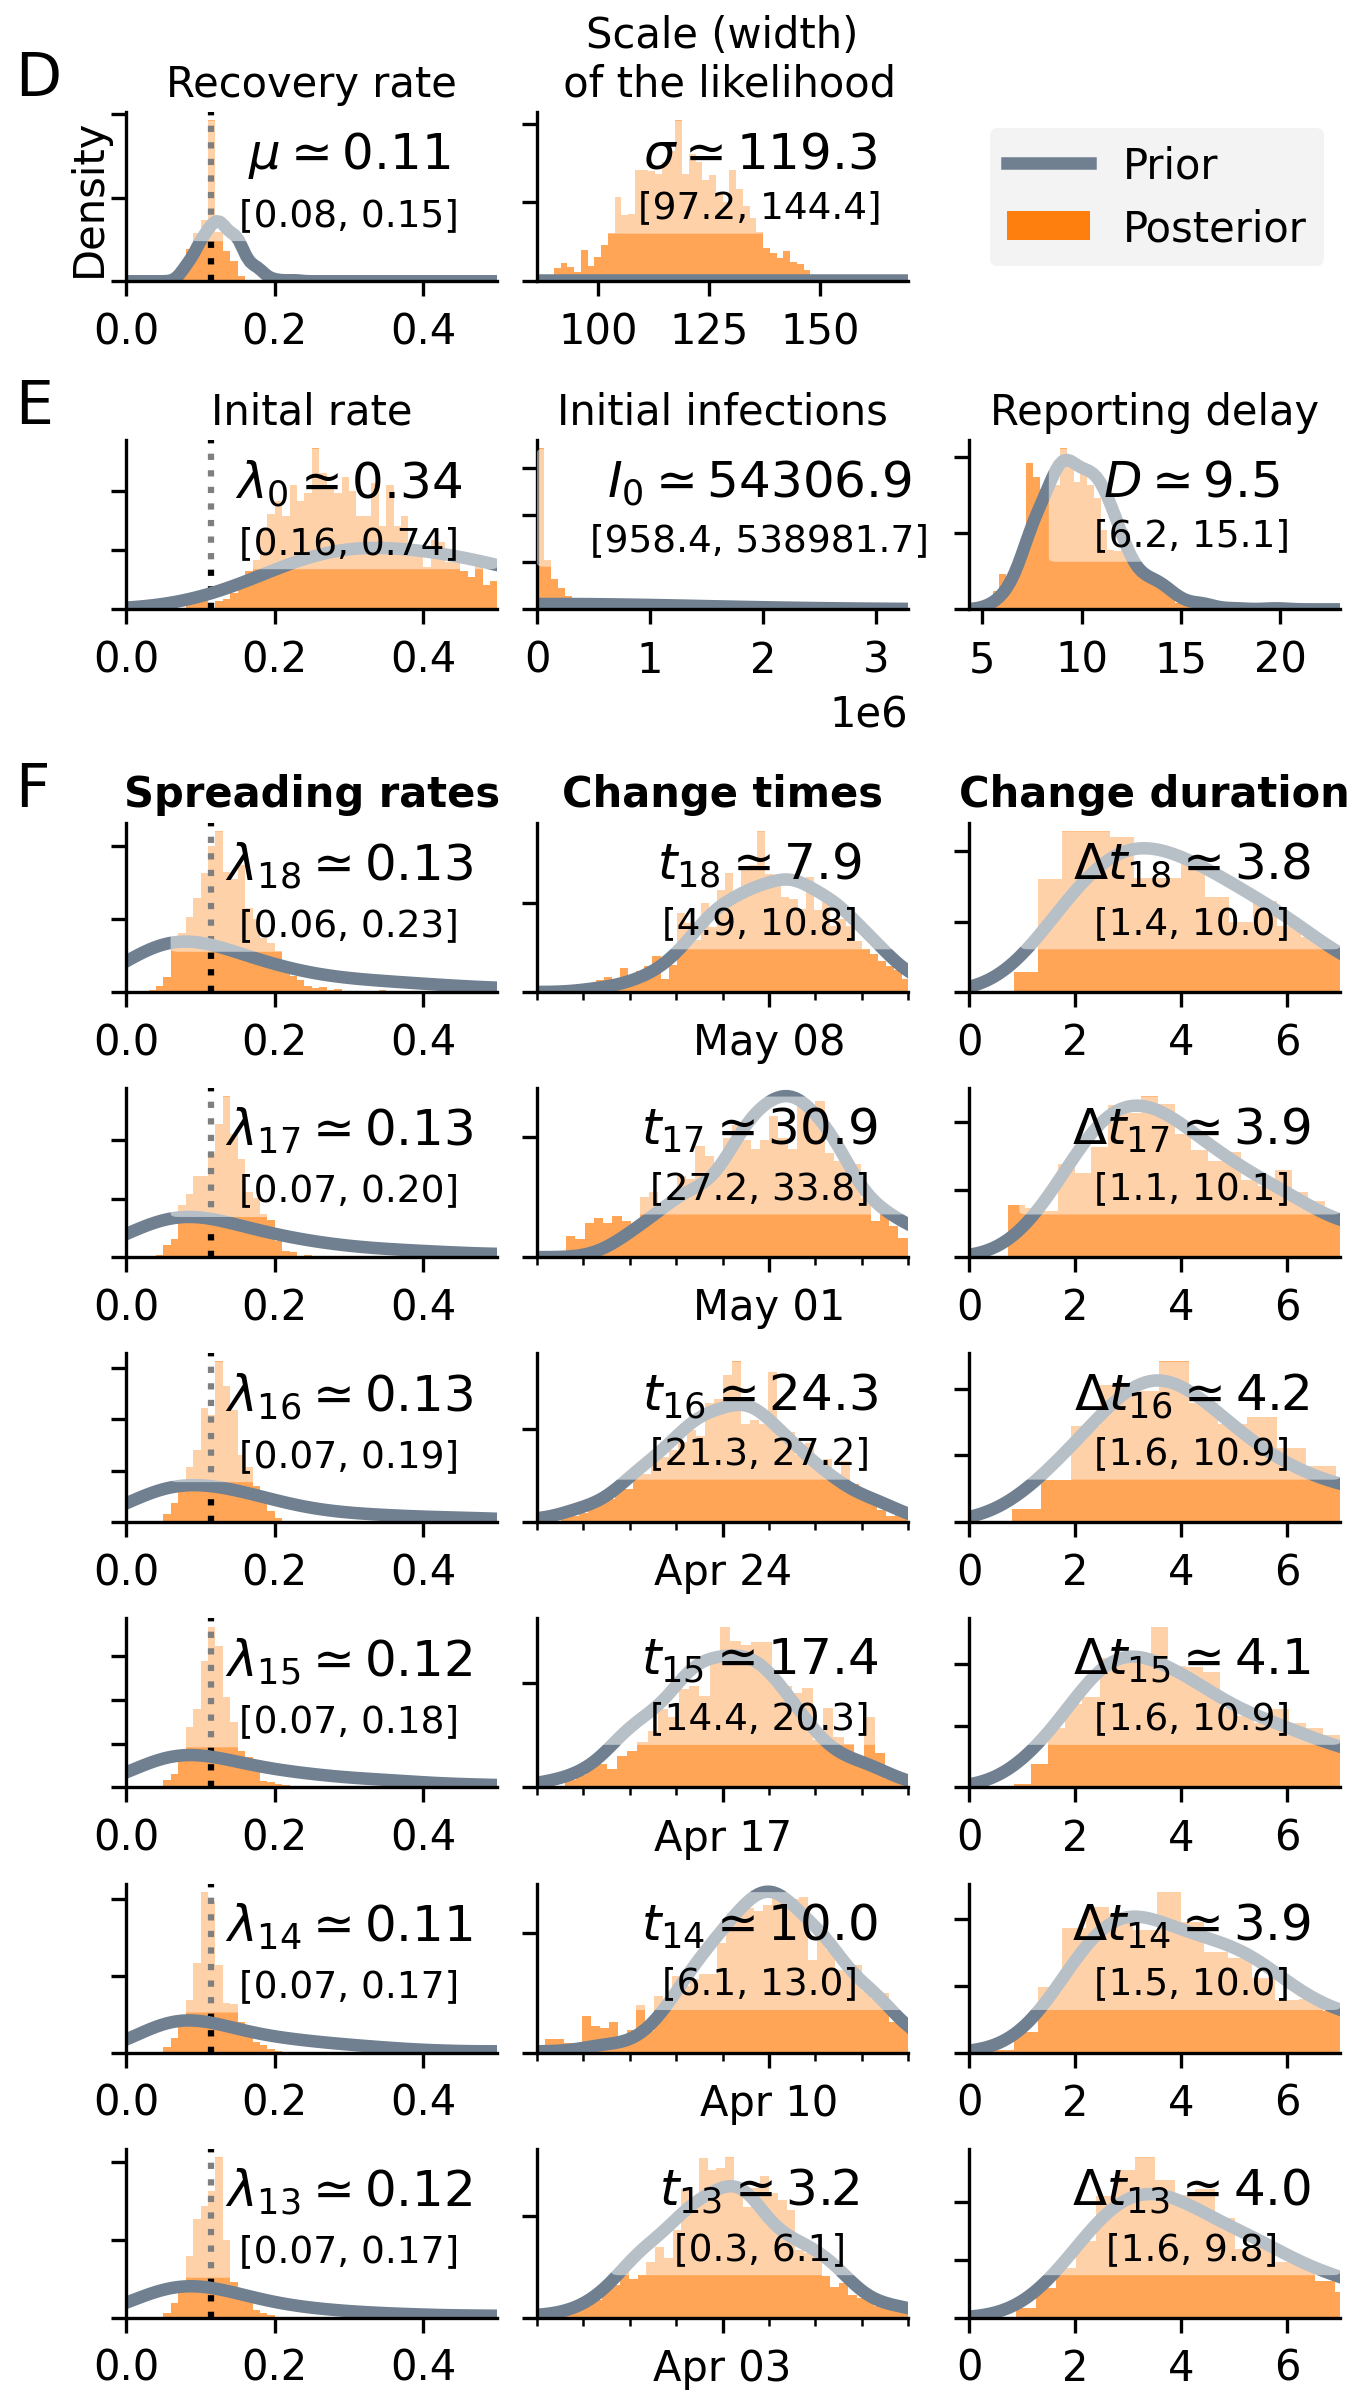 D
Recovery rate
Scale (width)
of the likelihood
Density
μ ≃ 0.11
[0.08, 0.15]
0.0 0.2 0.4
σ ≃ 119.3
[97.2, 144.4]
100 125 150
Prior
Posterior
E
Inital rate
λ0 ≃ 0.34
[0.16, 0.74]
0.0 0.2 0.4
Initial infections
I0 ≃ 54306.9
[958.4, 538981.7]
0 1 2 3
1e6
Reporting delay
D ≃ 9.5
[6.2, 15.1]
5 10 15 20
F
Spreading rates
Change times
Change duration
λ18 ≃ 0.13
[0.06, 0.23]
0.0 0.2 0.4
t18 ≃ 7.9
[4.9, 10.8]
May 08
Δt18 ≃ 3.8
[1.4, 10.0]
0 2 4 6
λ17 ≃ 0.13
[0.07, 0.20]
0.0 0.2 0.4
t17 ≃ 30.9
[27.2, 33.8]
May 01
Δt17 ≃ 3.9
[1.1, 10.1]
0 2 4 6
λ16 ≃ 0.13
[0.07, 0.19]
0.0 0.2 0.4
t16 ≃ 24.3
[21.3, 27.2]
Apr 24
Δt16 ≃ 4.2
[1.6, 10.9]
0 2 4 6
λ15 ≃ 0.12
[0.07, 0.18]
0.0 0.2 0.4
t15 ≃ 17.4
[14.4, 20.3]
Apr 17
Δt15 ≃ 4.1
[1.6, 10.9]
0 2 4 6
λ14 ≃ 0.11
[0.07, 0.17]
0.0 0.2 0.4
t14 ≃ 10.0
[6.1, 13.0]
Apr 10
Δt14 ≃ 3.9
[1.5, 10.0]
0 2 4 6
λ13 ≃ 0.12
[0.07, 0.17]
0.0 0.2 0.4
t13 ≃ 3.2
[0.3, 6.1]
Apr 03
Δt13 ≃ 4.0
[1.6, 9.8]
0 2 4 6